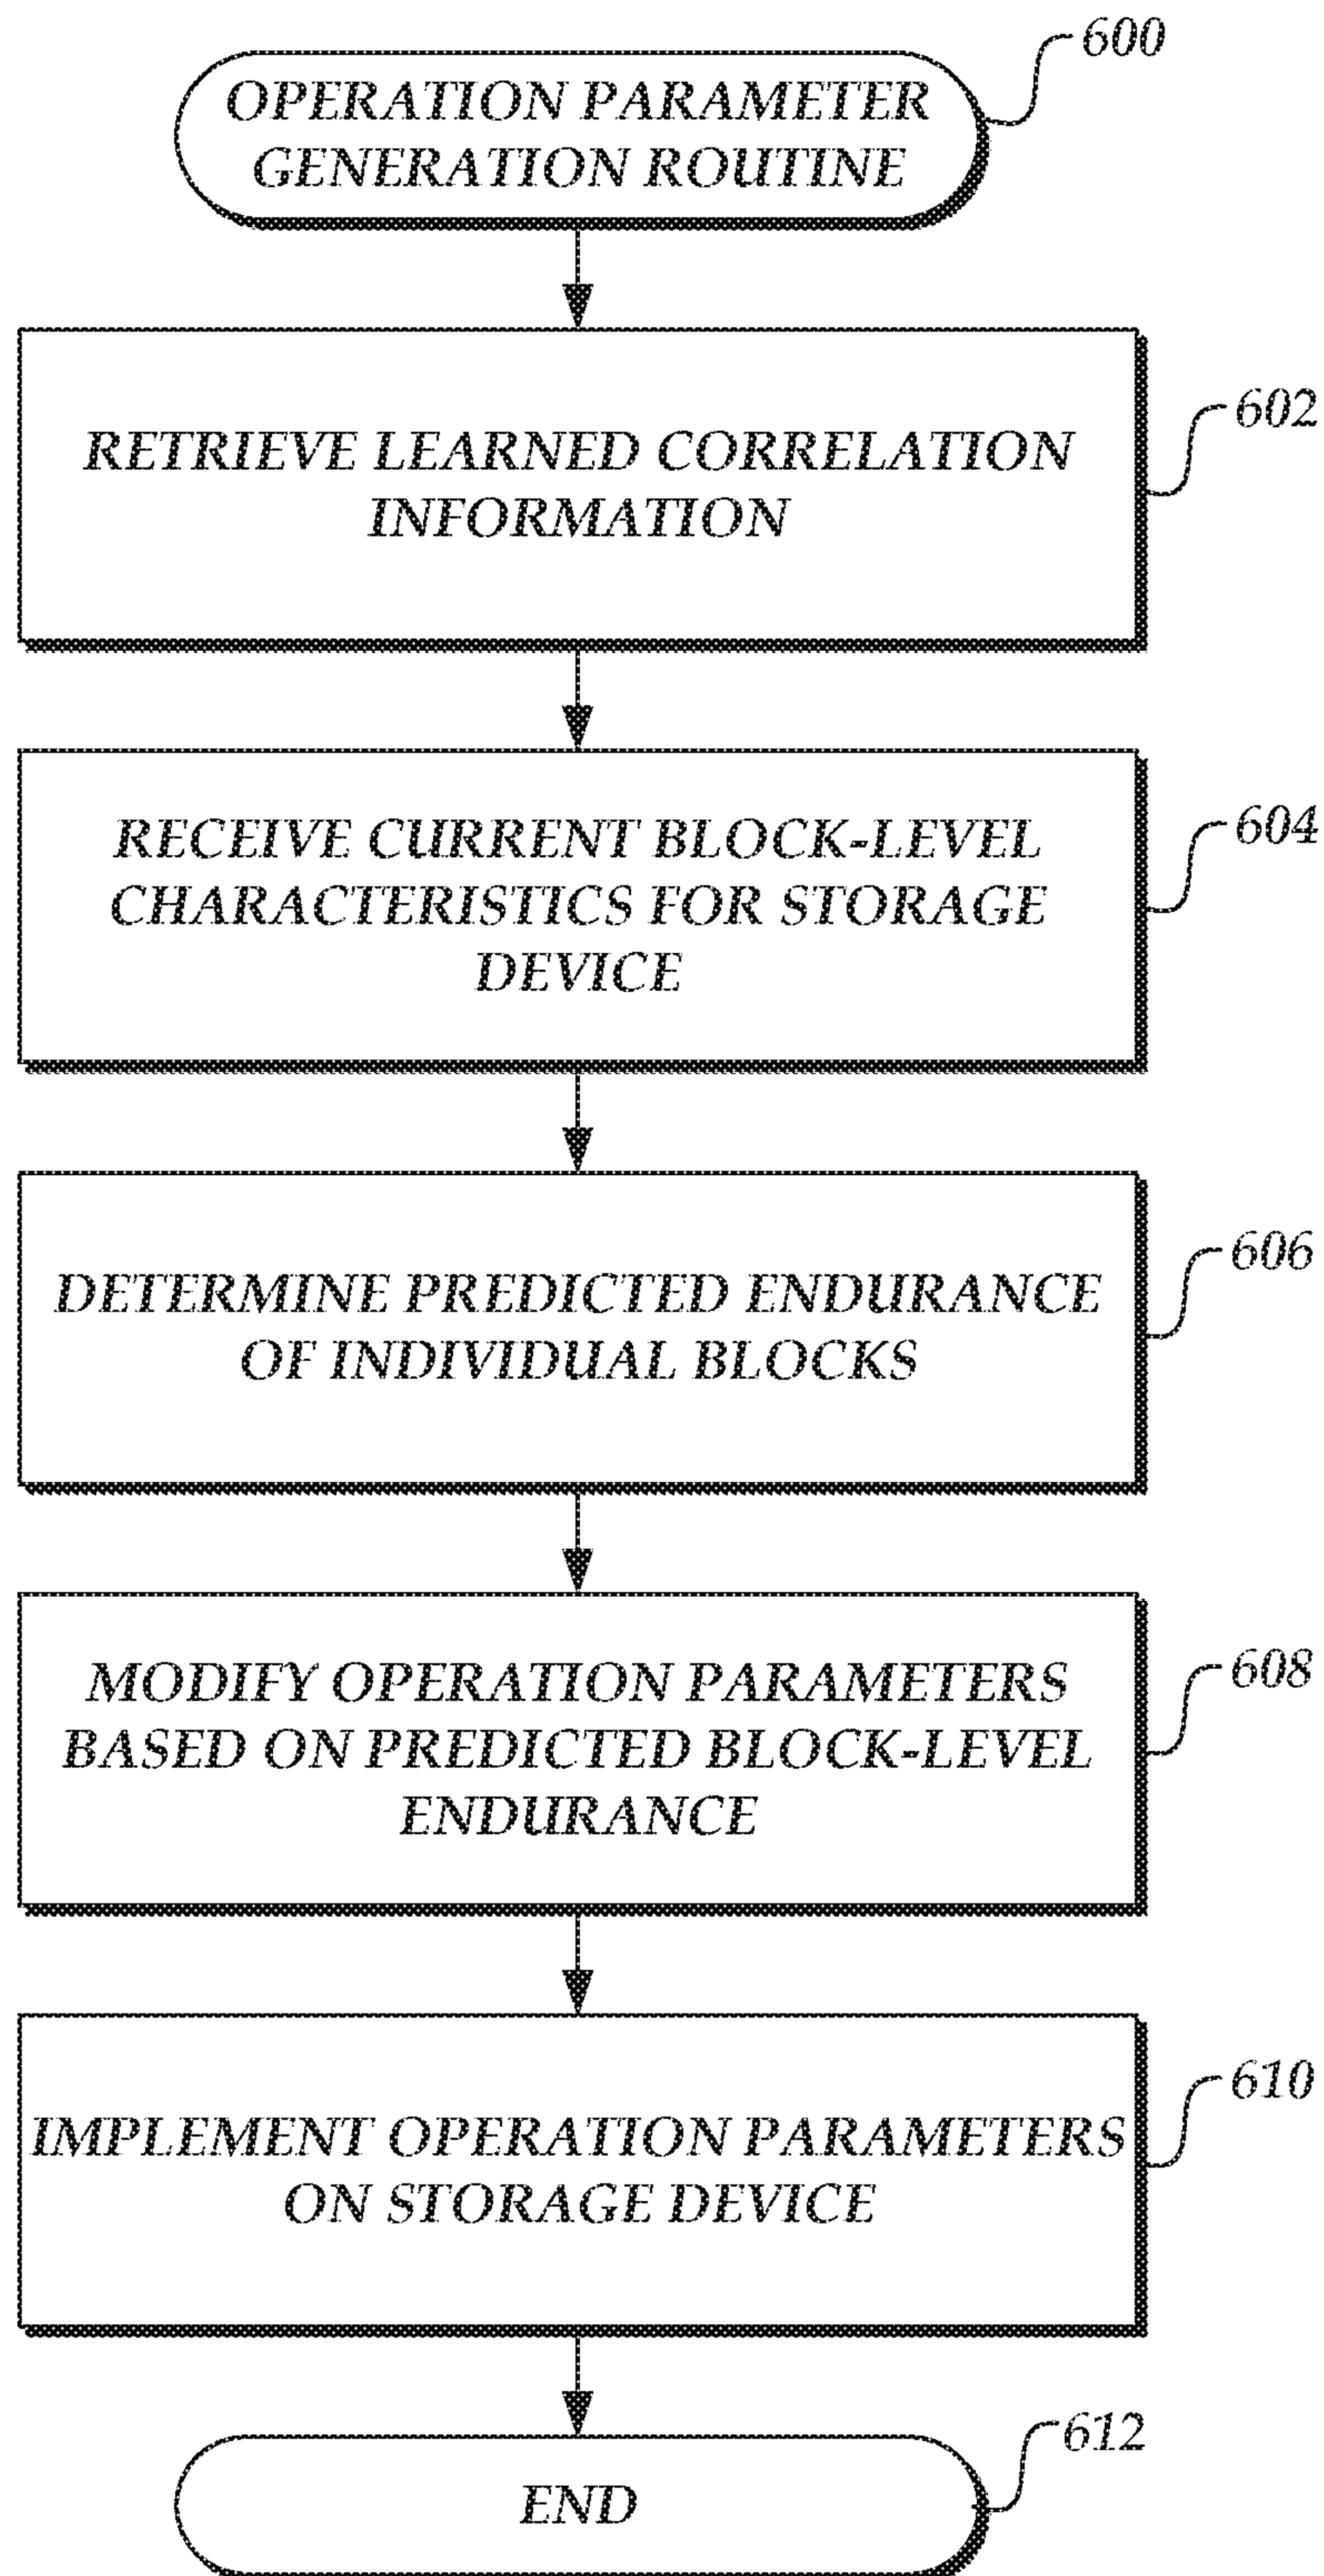 600
OPERATION PARAMETER
GENERATION ROUTINE
602
RETRIEVE LEARNED CORRELATION
INFORMATION
604
RECEIVE CURRENT BLOCK-LEVEL
CHARACTERISTICS FOR STORAGE
DEVICE
606
DETERMINE PREDICTED ENDURANCE
OF INDIVIDUAL BLOCKS
608
MODIFY OPERATION PARAMETERS
BASED ON PREDICTED BLOCK-LEVEL
ENDURANCE
610
IMPLEMENT OPERATION PARAMETERS
ON STORAGE DEVICE
612
END